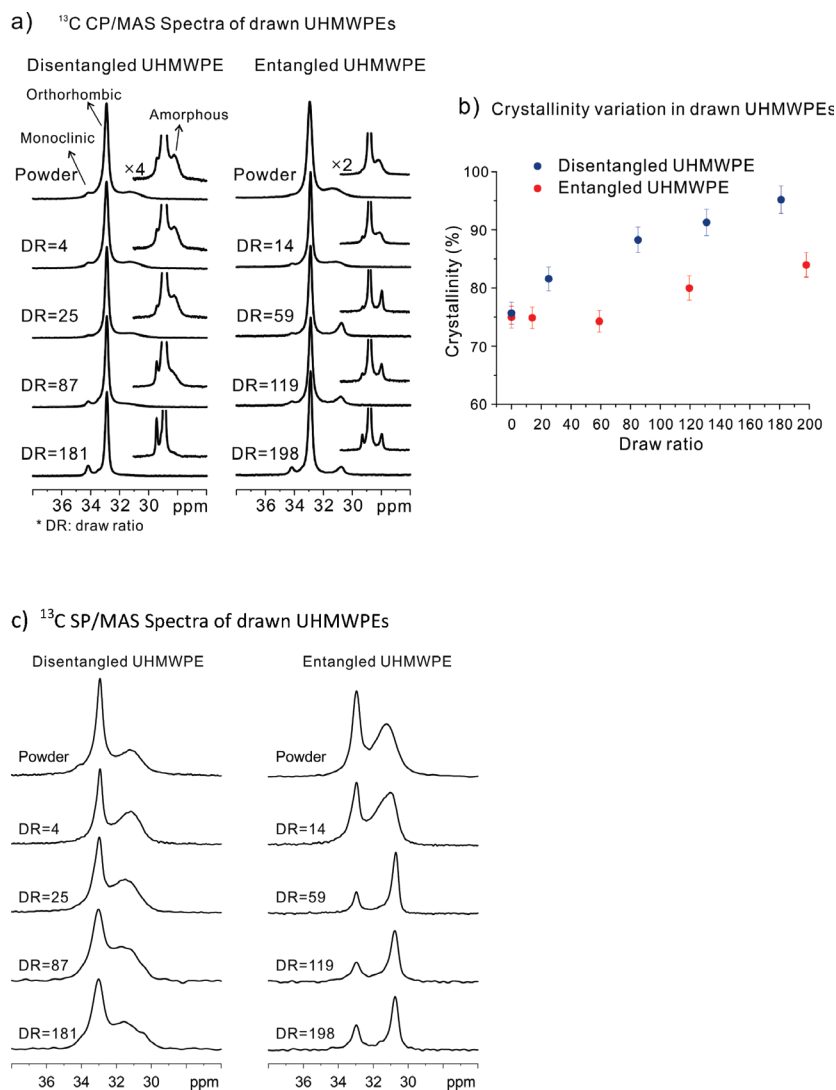 a) ¹³C CP/MAS Spectra of drawn UHMWPEs
Disentangled UHMWPE
Orthorhombic
Amorphous
Monoclinic
×4
Powder
DR=4
DR=25
DR=87
DR=181
36 34 32 30 ppm
* DR: draw ratio
Entangled UHMWPE
×2
Powder
DR=14
DR=59
DR=119
DR=198
36 34 32 30 ppm
b) Crystallinity variation in drawn UHMWPEs
Disentangled UHMWPE
Entangled UHMWPE
100
90
80
70
60
Crystallinity (%)
0 20 40 60 80 100 120 140 160 180 200
Draw ratio
c) ¹³C SP/MAS Spectra of drawn UHMWPEs
Disentangled UHMWPE
Powder
DR=4
DR=25
DR=87
DR=181
36 34 32 30 ppm
Entangled UHMWPE
Powder
DR=14
DR=59
DR=119
DR=198
36 34 32 30 ppm